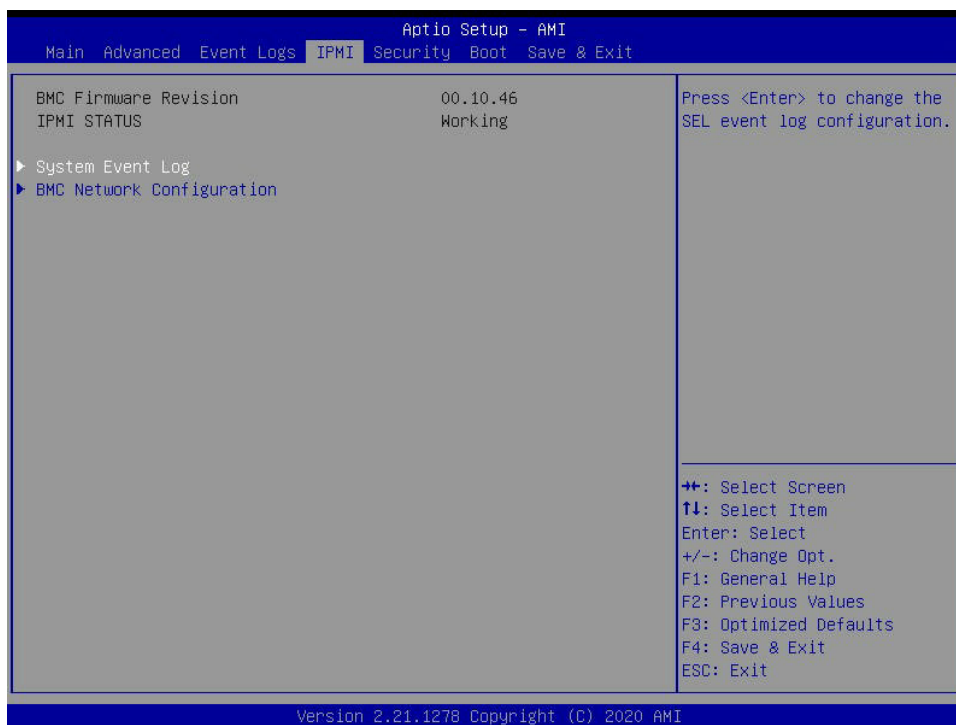 Aptio Setup - AMI
Main Advanced Event Logs IPMI Security Boot Save & Exit
BMC Firmware Revision 00.10.46
IPMI STATUS Working
System Event Log
BMC Network Configuration
Press <Enter> to change the
SEL event log configuration.
→←: Select Screen
↑↓: Select Item
Enter: Select
+/-: Change Opt.
F1: General Help
F2: Previous Values
F3: Optimized Defaults
F4: Save & Exit
ESC: Exit
Version 2.21.1278 Copyright (C) 2020 AMI